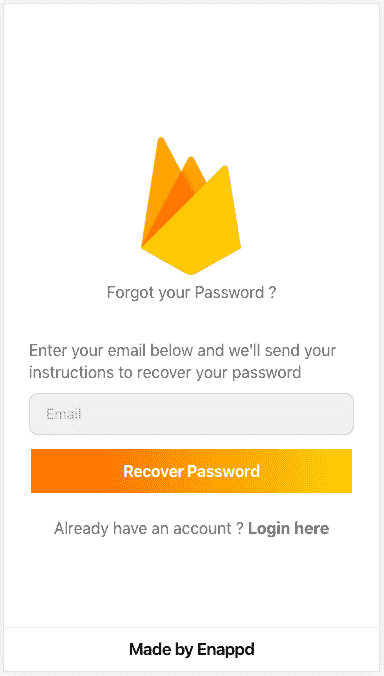 Forgot your Password ?
Enter your email below and we'll send your
instructions to recover your password
Email
Recover Password
Already have an account ? Login here
Made by Enappd